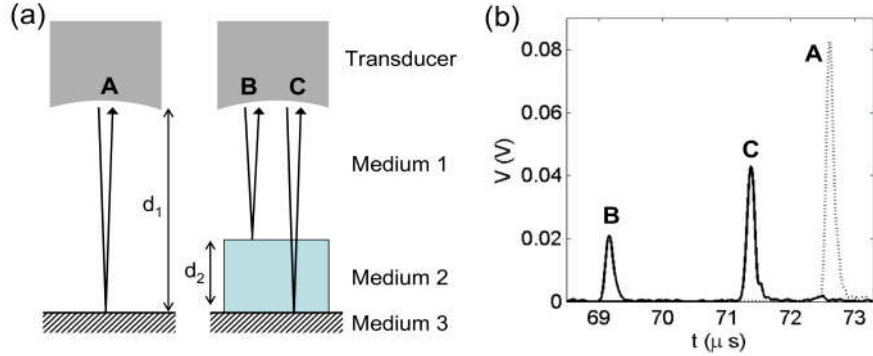 (a)
A
B C
Transducer
d1
Medium 1
d2
Medium 2
Medium 3
(b)
V (V)
0.08
0.06
0.04
0.02
0
A
B
C
69 70 71 72 73
t (μ s)